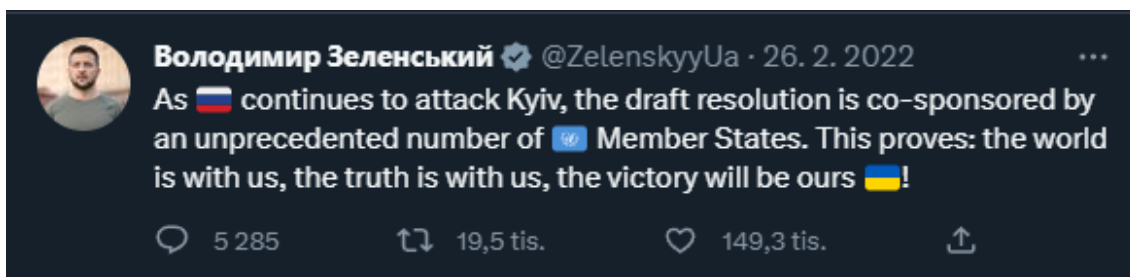 Володимир Зеленський @ZelenskyyUa · 26. 2. 2022
As 🇷🇺 continues to attack Kyiv, the draft resolution is co-sponsored by
an unprecedented number of 🇺🇳 Member States. This proves: the world
is with us, the truth is with us, the victory will be ours 🇺🇦!
5 285 19,5 tis. 149,3 tis.